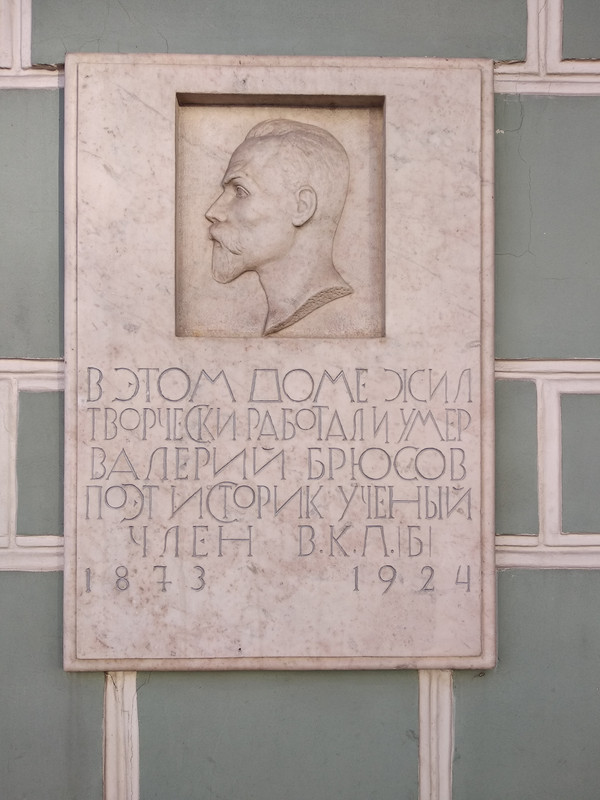 В ЭТОМ ДОМЕ ЖИЛ
ТВОРЧЕСКИ РАБОТАЛ И УМЕР
ВАЛЕРИЙ БРЮСОВ
ПОЭТ ИСТОРИК УЧЕНЫЙ
ЧЛЕН В.К.П.(Б)
1873 1924